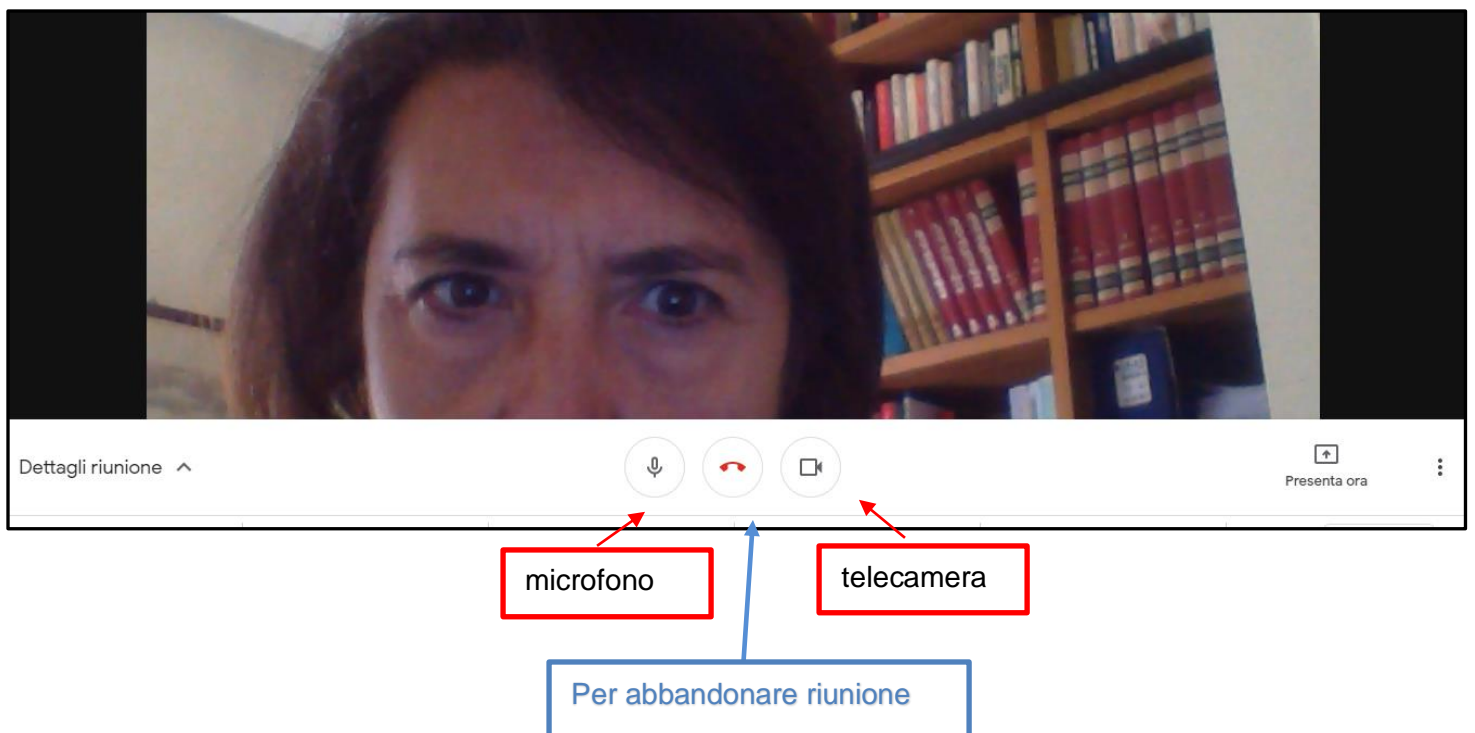 Dettagli riunione
Presenta ora
microfono
telecamera
Per abbandonare riunione